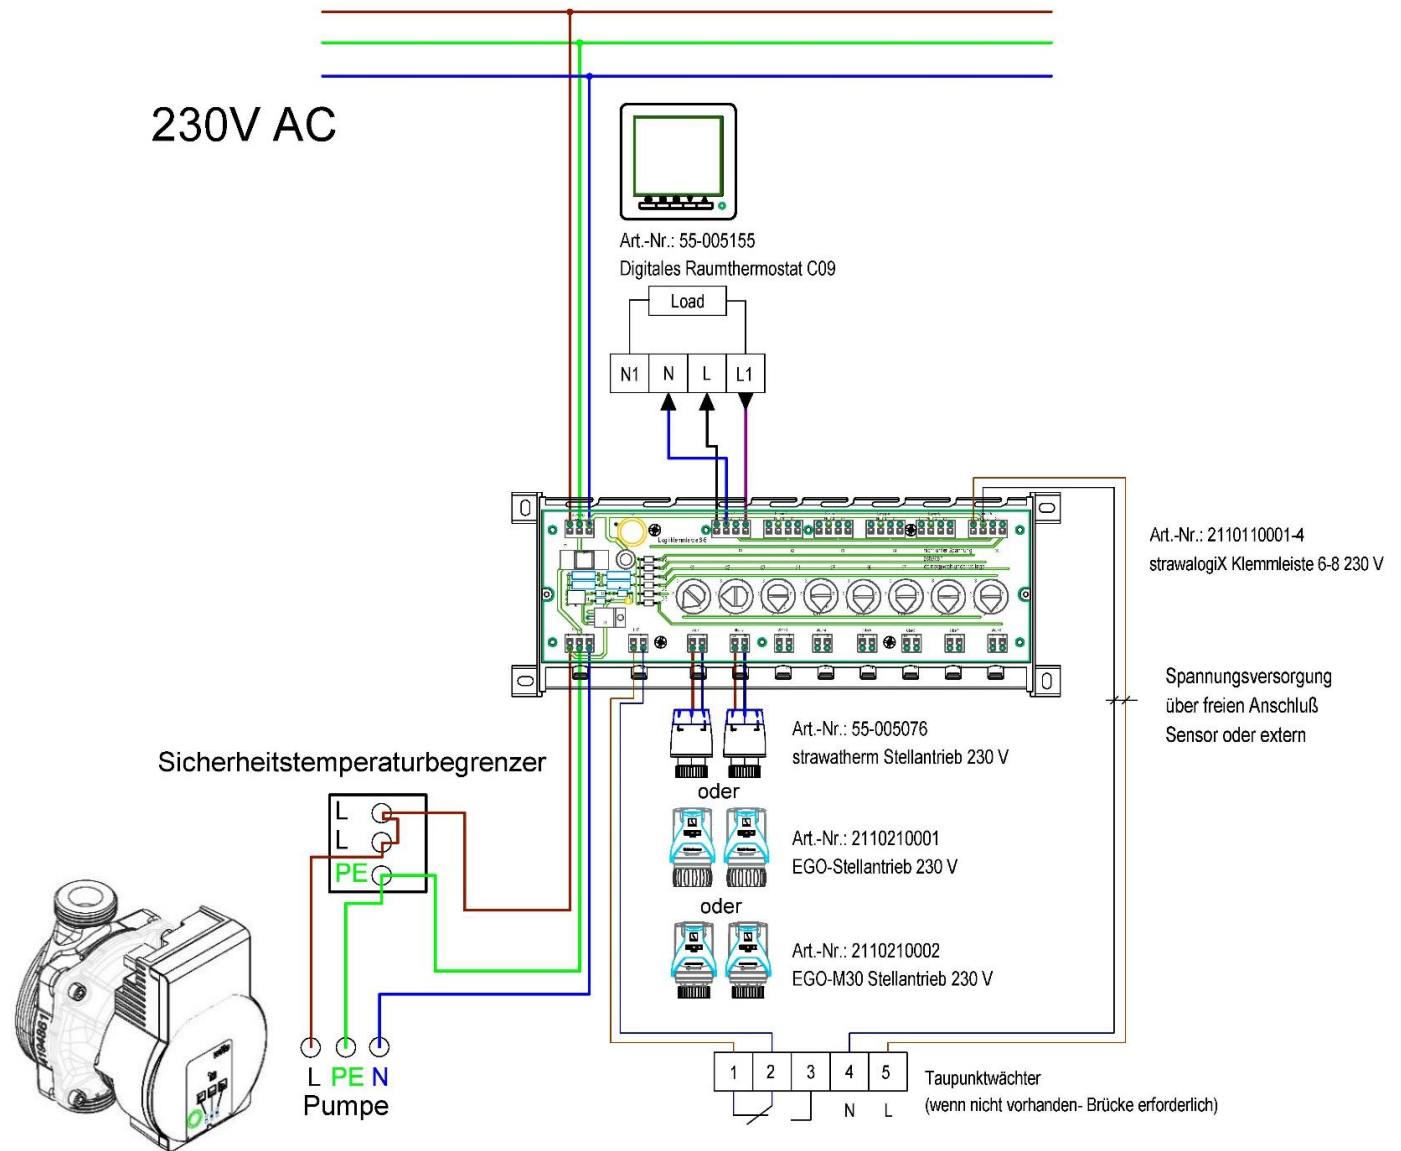 230V AC
Art.-Nr.: 55-005155
Digitales Raumthermostat C09
Load
N1 N L L1
Art.-Nr.: 2110110001-4
strawalogiX Klemmleiste 6-8 230 V
Spannungsversorgung
über freien Anschluß
Sensor oder extern
Art.-Nr.: 55-005076
strawatherm Stellantrieb 230 V
oder
Sicherheitstemperaturbegrenzer
L
L
PE
Art.-Nr.: 2110210001
EGO-Stellantrieb 230 V
oder
Art.-Nr.: 2110210002
EGO-M30 Stellantrieb 230 V
L PE N
Pumpe
1 2 3 4 5
N L
Taupunktwächter
(wenn nicht vorhanden- Brücke erforderlich)